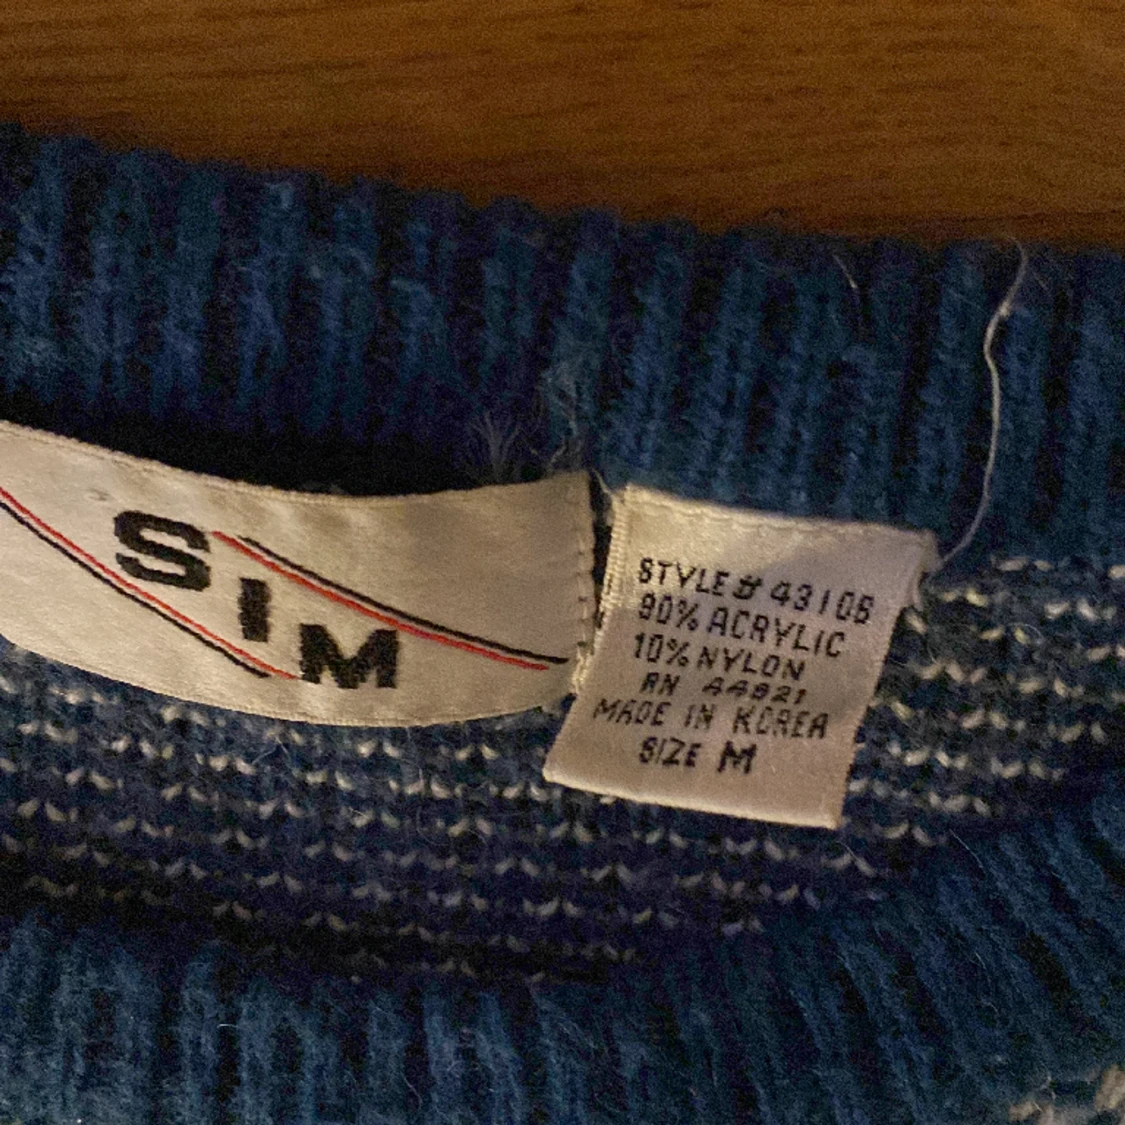 SIM
STYLE # 43106
90% ACRYLIC
10% NYLON
RN 44821
MADE IN KOREA
SIZE M